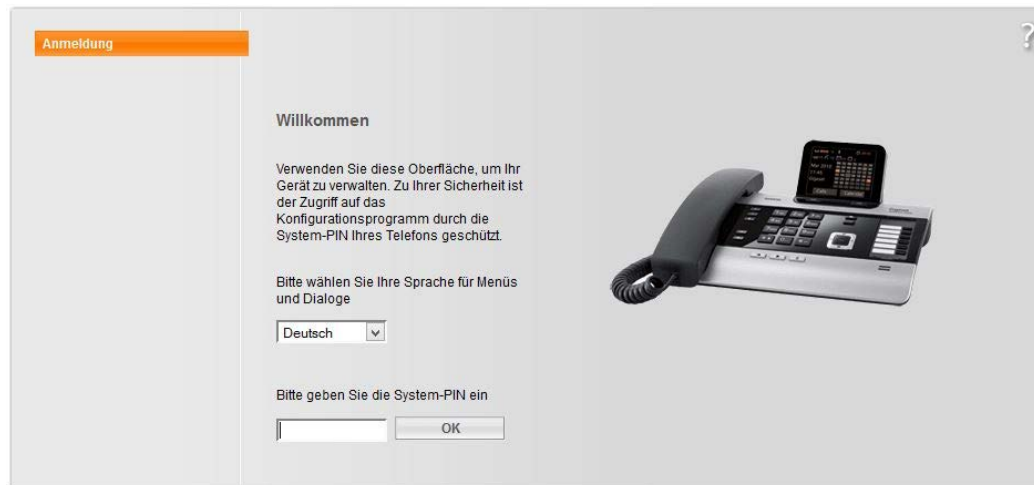 Anmeldung
?
Willkommen
Verwenden Sie diese Oberfläche, um Ihr
Gerät zu verwalten. Zu Ihrer Sicherheit ist
der Zugriff auf das
Konfigurationsprogramm durch die
System-PIN Ihres Telefons geschützt.
Bitte wählen Sie Ihre Sprache für Menüs
und Dialoge
Deutsch
Bitte geben Sie die System-PIN ein
OK